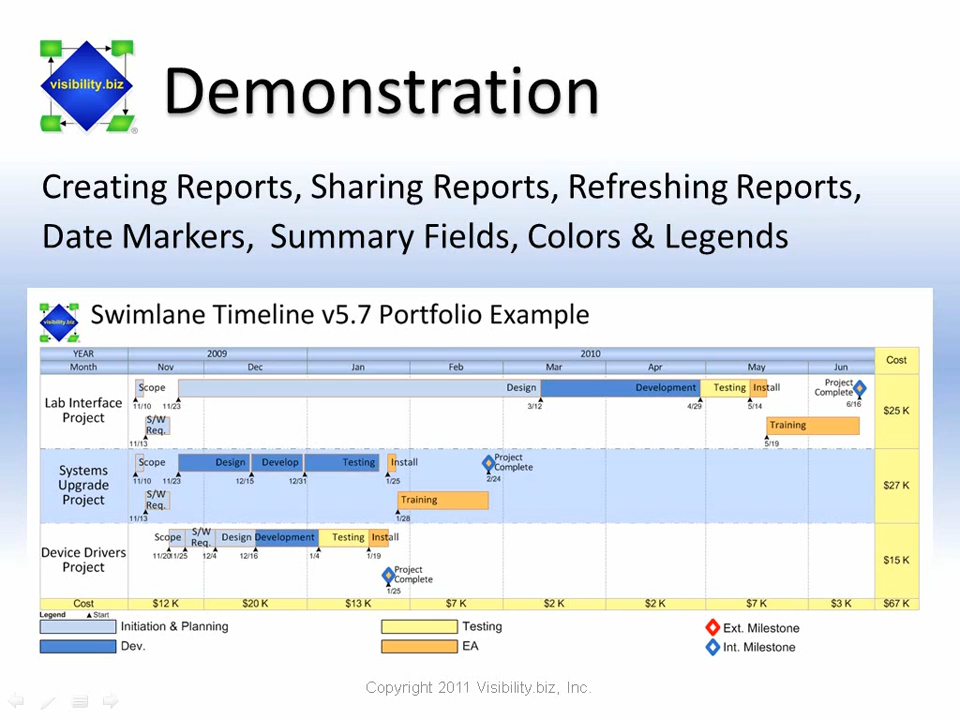 visibility.biz
®
Demonstration
Creating Reports, Sharing Reports, Refreshing Reports,
Date Markers,  Summary Fields, Colors & Legends
visibility.biz
Swimlane Timeline v5.7 Portfolio Example
YEAR 2009 2010 Cost
Month Nov Dec Jan Feb Mar Apr May Jun
Lab Interface
Project
Scope Design Development Testing Install Project
Complete
11/10 11/23 3/12 4/29 5/14 6/16
S/W
Req.
Training
11/13 5/19
$25 K
Systems
Upgrade
Project
Scope Design Develop Testing Install Project
Complete
11/10 11/23 12/15 12/31 1/25 2/24
S/W
Req.
Training
11/13 1/28
$27 K
Device Drivers
Project
Scope S/W
Req. Design Development Testing Install
11/20 11/25 12/4 12/16 1/4 1/19
Project
Complete
1/25
$15 K
Cost $12 K $20 K $13 K $7 K $2 K $2 K $7 K $3 K $67 K
Legend ▲Start
Initiation & Planning Testing Ext. Milestone
Dev. EA Int. Milestone
Copyright 2011 Visibility.biz, Inc.